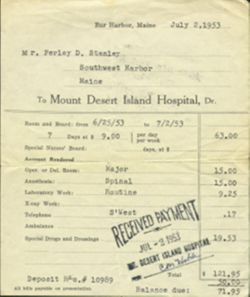 Bar Harbor, Maine July 2, 1953
Mr. Perley D. Stanley
Southwest Harbor
Maine
To Mount Desert Island Hospital, Dr.
Room and Board: from 6/25/53 to 7/2/53
7 Days at $ 9.00 per day per week 63.00
Special Nurses' Board: days, at $
Account Rendered
Oper. or Del. Room: Major 15.00
Anesthesia: Spinal 15.00
Laboratory Work: Routine 9.25
X-ray Work:
Telephone S'West .17
Ambulance
Special Drugs and Dressings 19.53
RECEIVED PAYMENT
JUL -2 1953
MT. DESERT ISLAND HOSPITAL
Total $ 121.95
Deposit # 10989
All bills payable on presentation. Balance due: 71.95